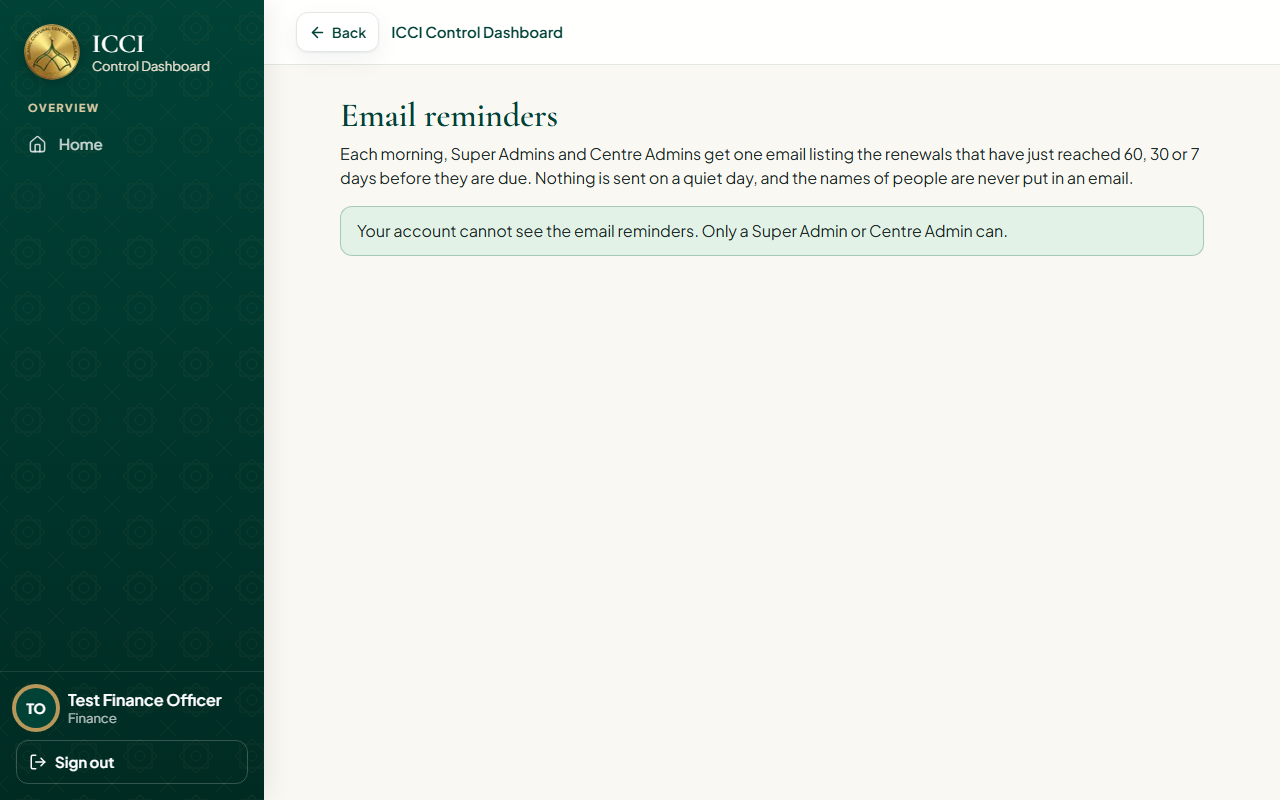 ICCI
Control Dashboard
OVERVIEW
Home
TO
Test Finance Officer
Finance
Sign out
Back
ICCI Control Dashboard
Email reminders
Each morning, Super Admins and Centre Admins get one email listing the renewals that have just reached 60, 30 or 7
days before they are due. Nothing is sent on a quiet day, and the names of people are never put in an email.
Your account cannot see the email reminders. Only a Super Admin or Centre Admin can.